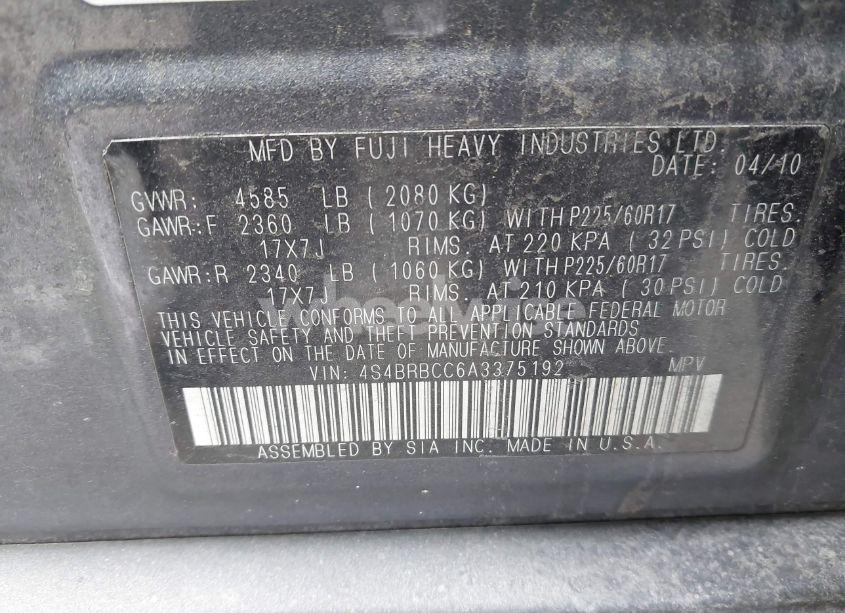 MFD BY FUJI HEAVY INDUSTRIES LTD.
DATE: 04/10
GVWR: 4585 LB ( 2080 KG)
GAWR:F 2360 LB ( 1070 KG) WITH P225/60R17 TIRES.
17X7J RIMS. AT 220 KPA ( 32 PSI) COLD
GAWR:R 2340 LB ( 1060 KG) WITH P225/60R17 TIRES.
17X7J RIMS. AT 210 KPA ( 30 PSI) COLD
THIS VEHICLE CONFORMS TO ALL APPLICABLE FEDERAL MOTOR
VEHICLE SAFETY AND THEFT PREVENTION STANDARDS
IN EFFECT ON THE DATE OF MANUFACTURE SHOWN ABOVE.
VIN: 4S4BRBCC6A3375192 MPV
ASSEMBLED BY SIA INC. MADE IN U.S.A.